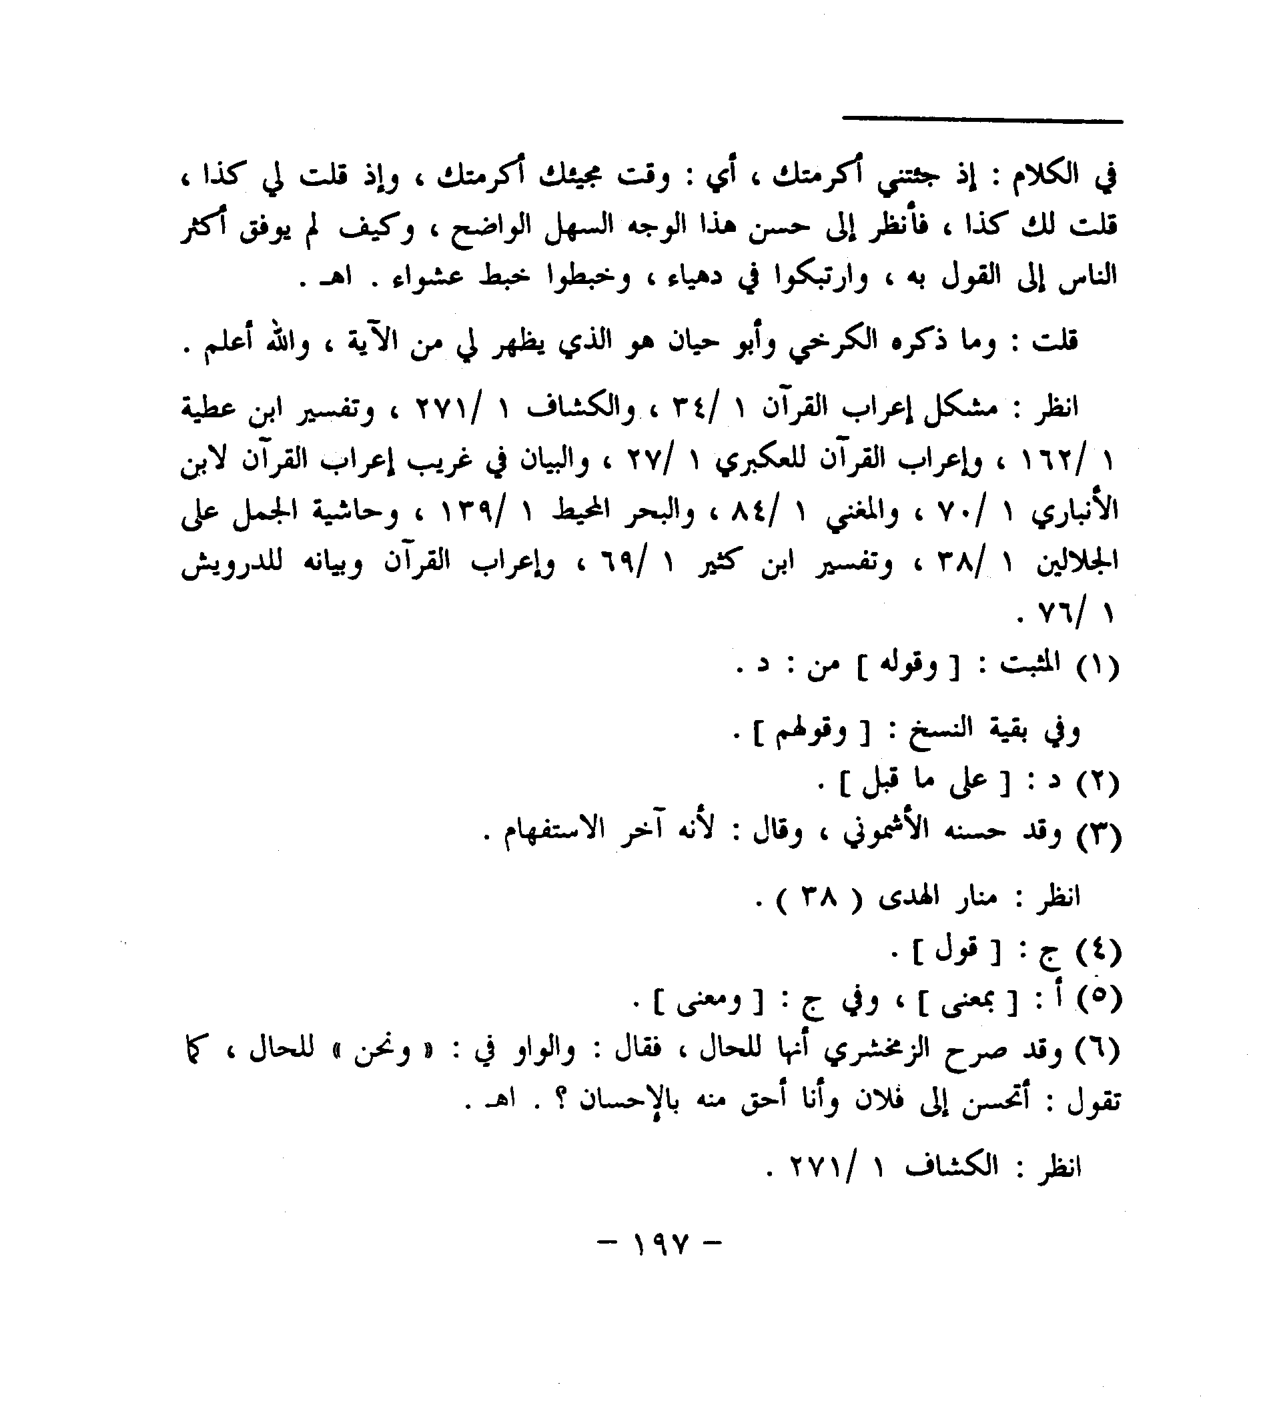 في الكلام : إذ جئتني أكرمتك ، أي : وقت مجيئك أكرمتك ، وإذ قلت لي كذا ،
قلت لك كذا ، فأنظر إلى حسن هذا الوجه السهل الواضح ، وكيف لم يوفق أكثر
الناس إلى القول به ، وارتبكوا في دهياء ، وخبطوا خبط عشواء . اهـ .
قلت : وما ذكره الكرخي وأبو حيان هو الذي يظهر لي من الآية ، والله أعلم .
انظر : مشكل إعراب القرآن ١ /٣٤ ، والكشاف ١ /٢٧١ ، وتفسير ابن عطية
١ /١٦٢ ، وإعراب القرآن للعكبري ١ /٢٧ ، والبيان في غريب إعراب القرآن لابن
الأنباري ١ /٧٠ ، والمغني ١ /٨٤ ، والبحر المحيط ١ /١٣٩ ، وحاشية الجمل على
الجلالين ١ /٣٨ ، وتفسير ابن كثير ١ /٦٩ ، وإعراب القرآن وبيانه للدرويش
١ /٧٦ .
(١) المثبت : [ وقوله ] من : د .
وفي بقية النسخ : [ وقولهم ] .
(٢) د : [ على ما قبل ] .
(٣) وقد حسنه الأشموني ، وقال : لأنه آخر الاستفهام .
انظر : منار الهدى ( ٣٨ ) .
(٤) ج : [ قول ] .
(٥) أ : [ بمعنى ] ، وفي ج : [ ومعنى ] .
(٦) وقد صرح الزمخشري أنها للحال ، فقال : والواو في : « ونحن » للحال ، كما
تقول : أتحسن إلى فلان وأنا أحق منه بالإحسان ؟ . اهـ .
انظر : الكشاف ١ /٢٧١ .
– ١٩٧ –